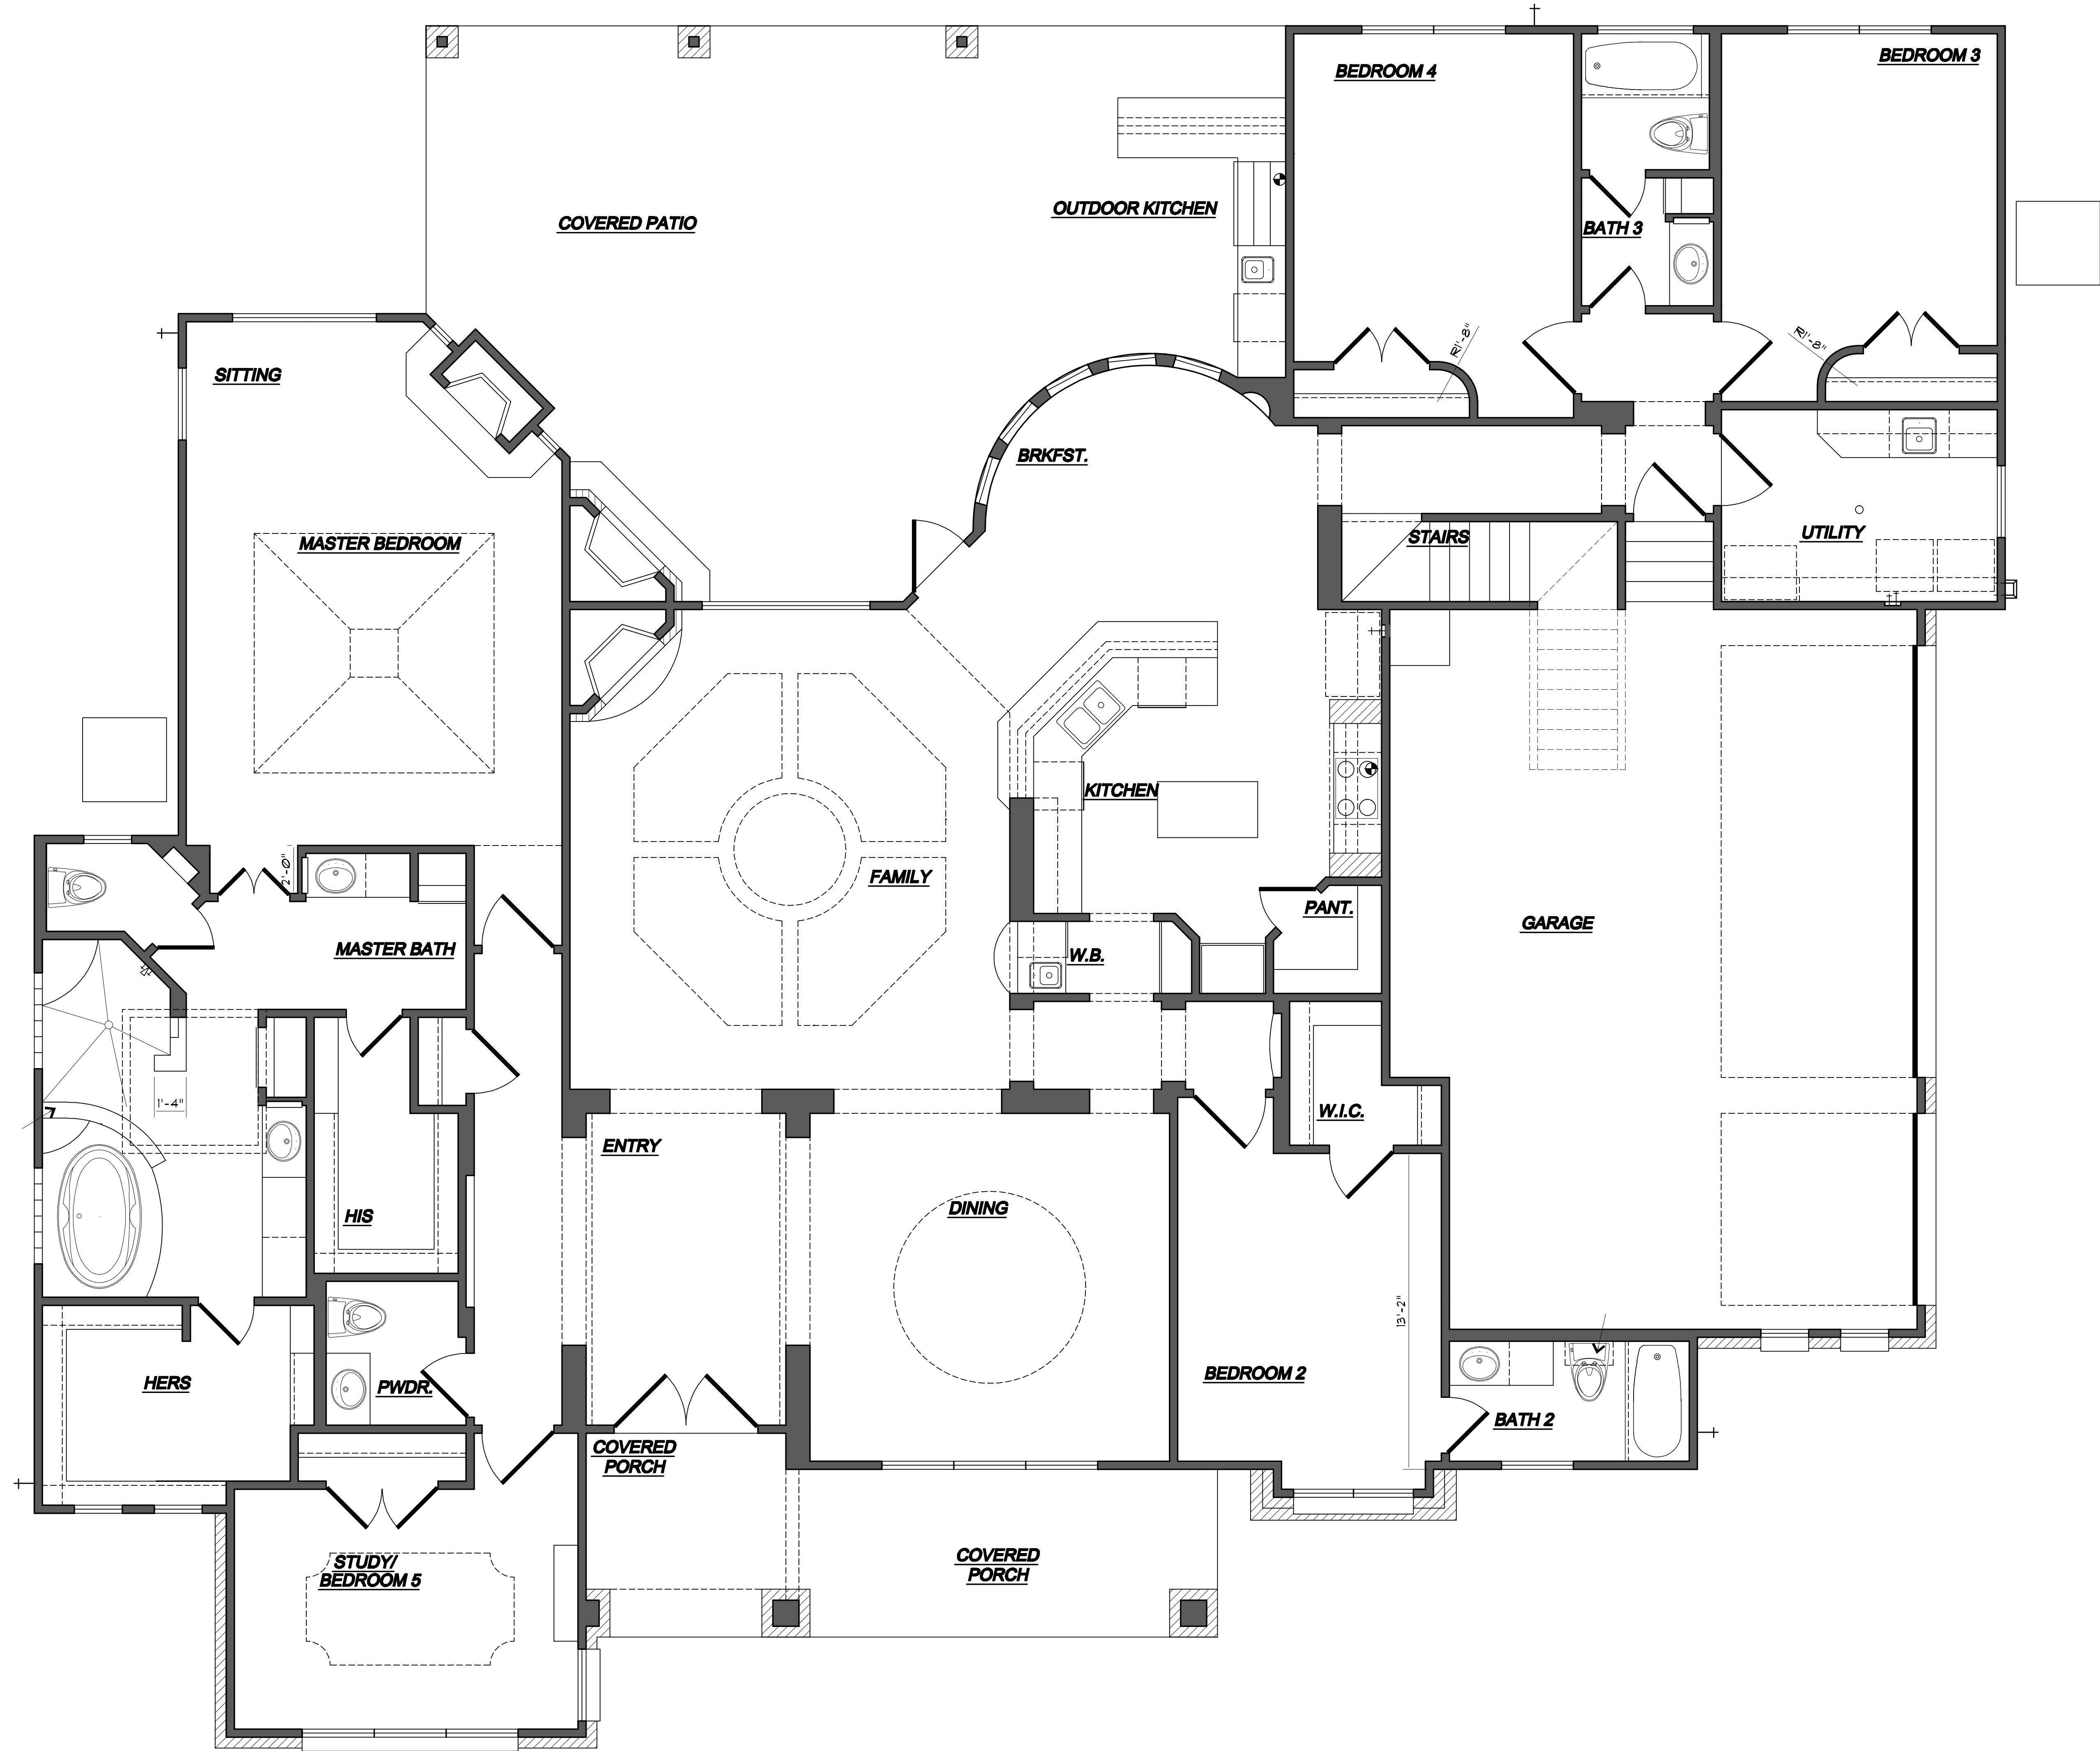 BEDROOM 4
BEDROOM 3
COVERED PATIO
OUTDOOR KITCHEN
BATH 3
R1'-8"
R1'-8"
SITTING
BRKFST.
MASTER BEDROOM
STAIRS
UTILITY
KITCHEN
2'-0"
FAMILY
PANT.
GARAGE
MASTER BATH
W.B.
1'-4"
W.I.C.
ENTRY
HIS
DINING
13'-2"
HERS
PWDR.
BEDROOM 2
BATH 2
COVERED
PORCH
STUDY/
BEDROOM 5
COVERED
PORCH